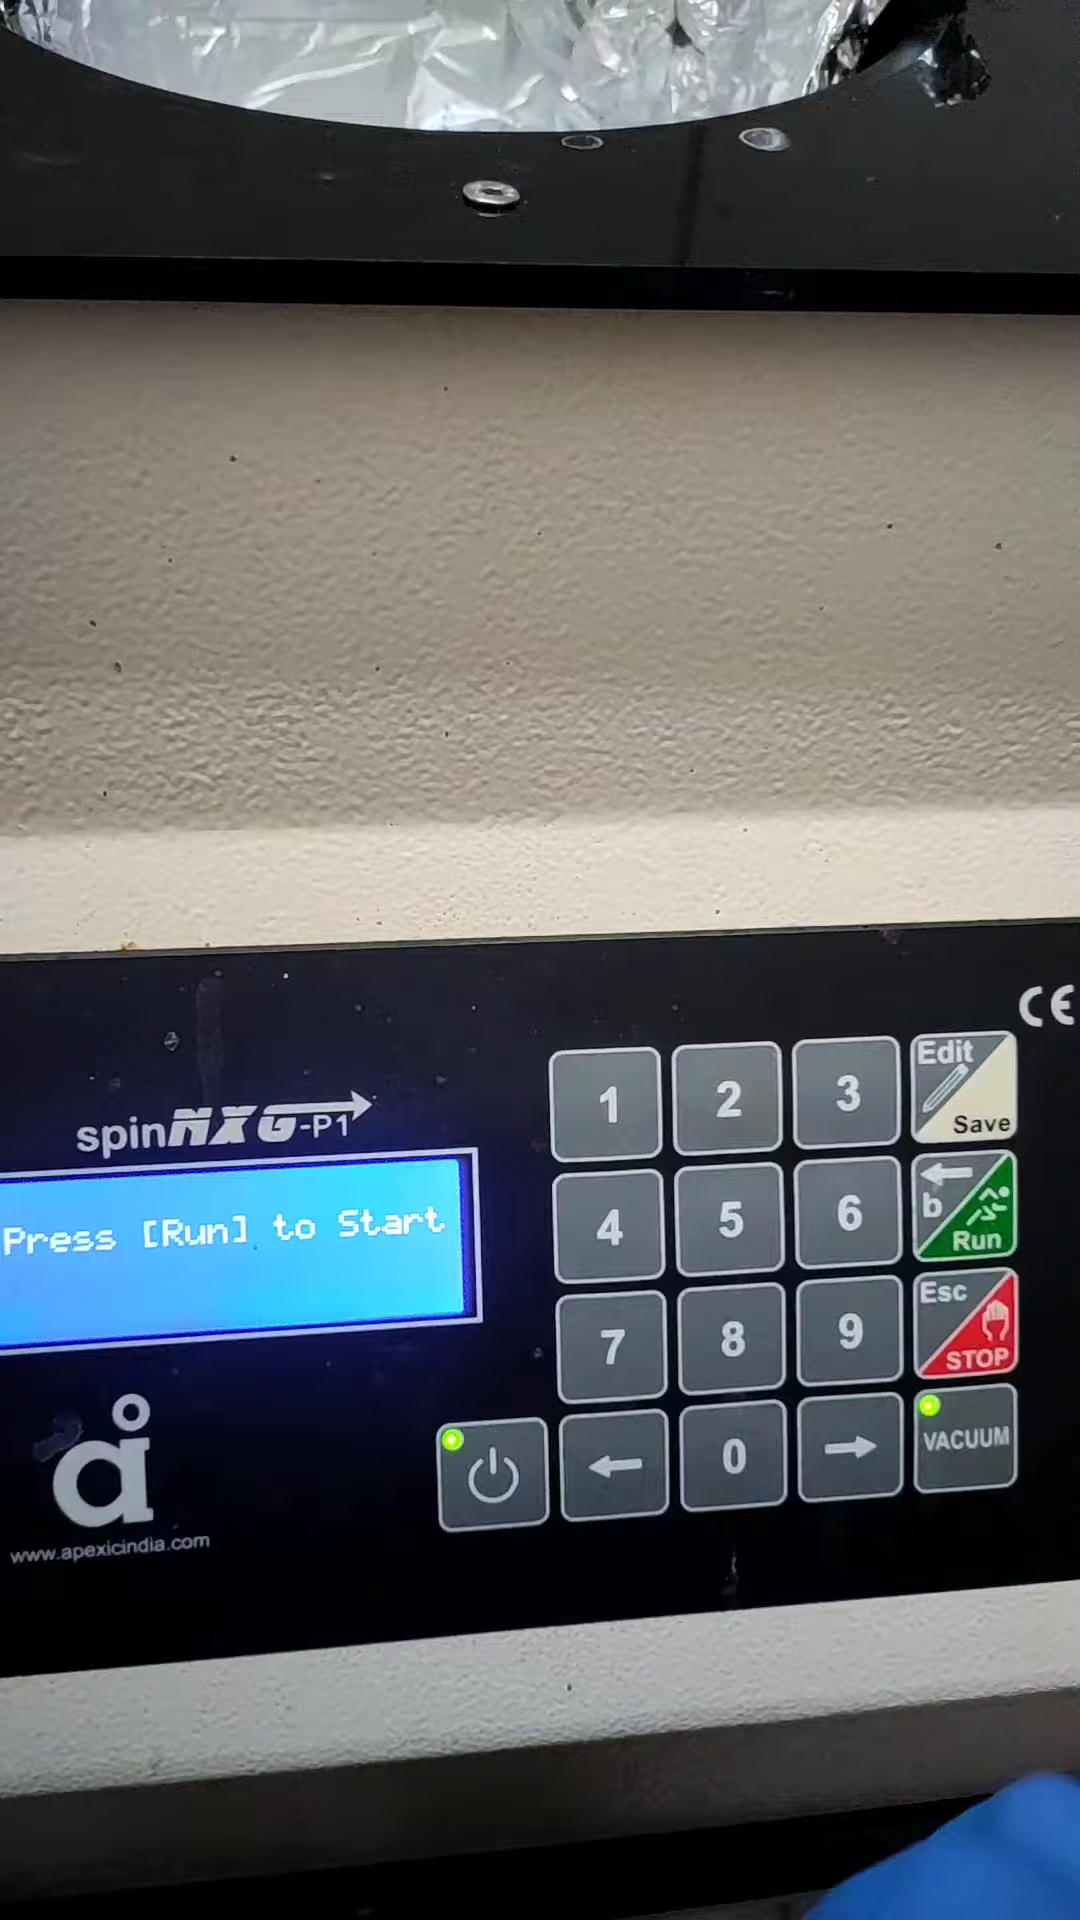 CE
spinNXG-P1
Press [Run] to Start
www.apexicindia.com
1 2 3 Edit Save
4 5 6 b Run
7 8 9 Esc STOP
0 VACUUM